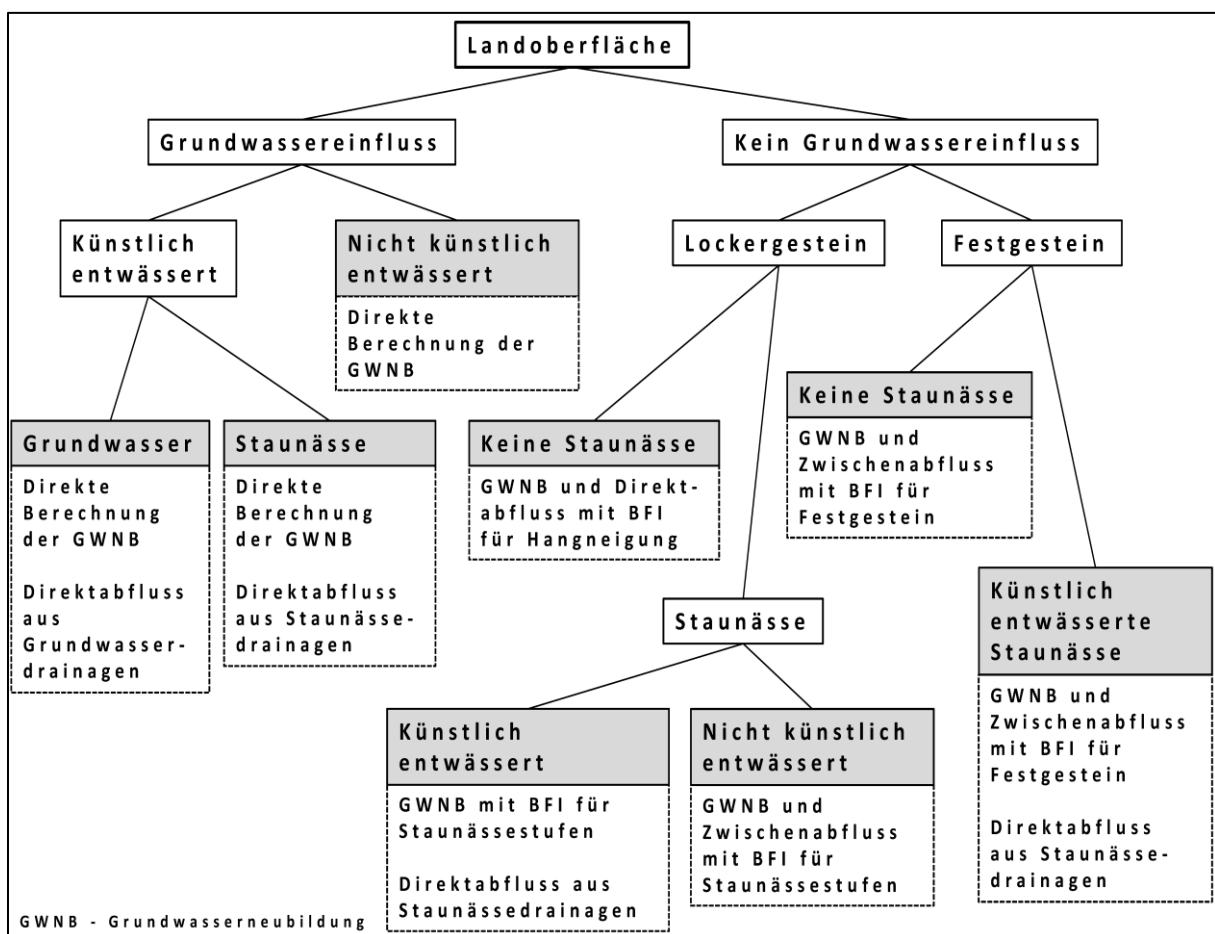 Landoberfläche
Grundwassereinfluss
Kein Grundwassereinfluss
Künstlich
entwässert
Nicht künstlich
entwässert
Direkte
Berechnung der
GWNB
Lockergestein
Festgestein
Grundwasser
Direkte
Berechnung
der GWNB
Direktabfluss
aus
Grundwasser-
drainagen
Staunässe
Direkte
Berechnung
der GWNB
Direktabfluss
aus Staunässe-
drainagen
Keine Staunässe
GWNB und Direkt-
abfluss mit BFI
für Hangneigung
Keine Staunässe
GWNB und
Zwischenabfluss
mit BFI für
Festgestein
Staunässe
Künstlich
entwässerte
Staunässe
GWNB und
Zwischenabfluss
mit BFI für
Festgestein
Direktabfluss
aus Staunässe-
drainagen
Künstlich
entwässert
GWNB mit BFI für
Staunässestufen
Direktabfluss aus
Staunässedrainagen
Nicht künstlich
entwässert
GWNB und
Zwischenabfluss
mit BFI für
Staunässestufen
GWNB - Grundwasserneubildung